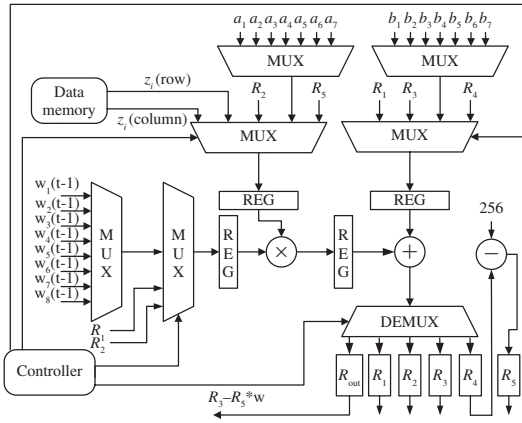 a₁ a₂ a₃ a₄ a₅ a₆ a₇
b₁ b₂ b₃ b₄ b₅ b₆ b₇
MUX
MUX
Data
memory
zᵢ(row)
R₂
R₅
R₁
R₃
R₄
zᵢ(column)
MUX
MUX
REG
REG
w₁(t-1)
w₂(t-1)
w₃(t-1)
w₄(t-1)
w₅(t-1)
w₆(t-1)
w₇(t-1)
w₈(t-1)
MUX
MUX
REG
×
REG
+
256
−
R₁
R₂
DEMUX
Controller
R_out
R₁
R₂
R₃
R₄
R₅
R₃–R₅*w